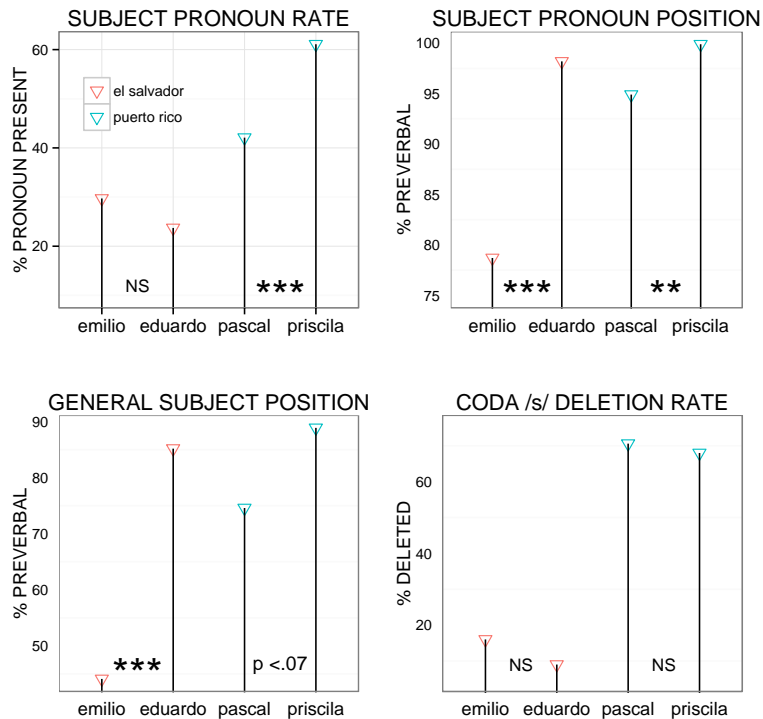 SUBJECT PRONOUN RATE
% PRONOUN PRESENT
60
40
20
el salvador
puerto rico
NS
***
emilio eduardo pascal priscila
SUBJECT PRONOUN POSITION
% PREVERBAL
100
95
90
85
80
75
***
**
emilio eduardo pascal priscila
GENERAL SUBJECT POSITION
% PREVERBAL
90
80
70
60
50
***
p <.07
emilio eduardo pascal priscila
CODA /s/ DELETION RATE
% DELETED
60
40
20
NS
NS
emilio eduardo pascal priscila